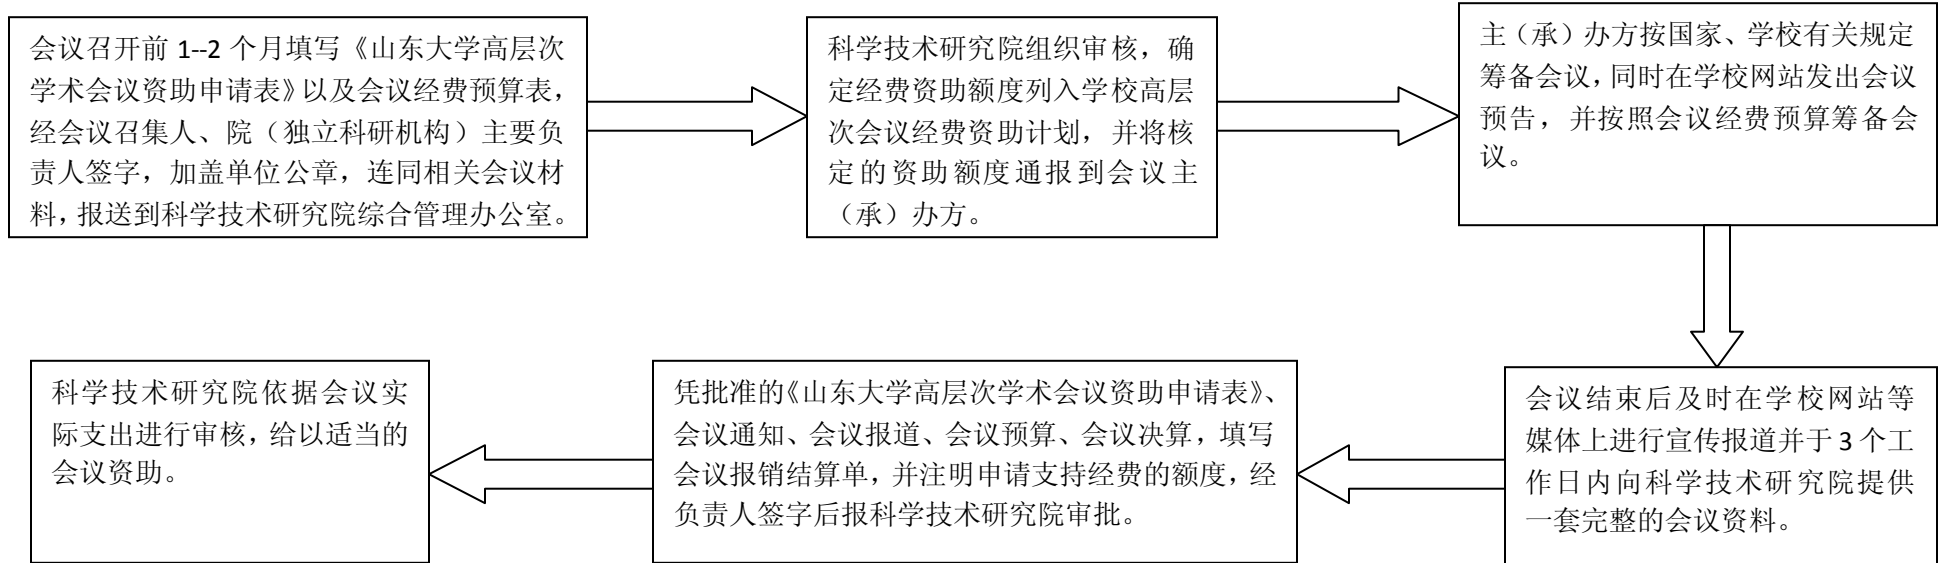 会议召开前 1--2 个月填写《山东大学高层次
学术会议资助申请表》以及会议经费预算表，
经会议召集人、院（独立科研机构）主要负
责人签字，加盖单位公章，连同相关会议材
料，报送到科学技术研究院综合管理办公室。
科学技术研究院组织审核，确
定经费资助额度列入学校高层
次会议经费资助计划，并将核
定的资助额度通报到会议主
（承）办方。
主（承）办方按国家、学校有关规定
筹备会议，同时在学校网站发出会议
预告，并按照会议经费预算筹备会
议。
会议结束后及时在学校网站等
媒体上进行宣传报道并于 3 个工
作日内向科学技术研究院提供
一套完整的会议资料。
凭批准的《山东大学高层次学术会议资助申请表》、
会议通知、会议报道、会议预算、会议决算，填写
会议报销结算单，并注明申请支持经费的额度，经
负责人签字后报科学技术研究院审批。
科学技术研究院依据会议实
际支出进行审核，给以适当的
会议资助。